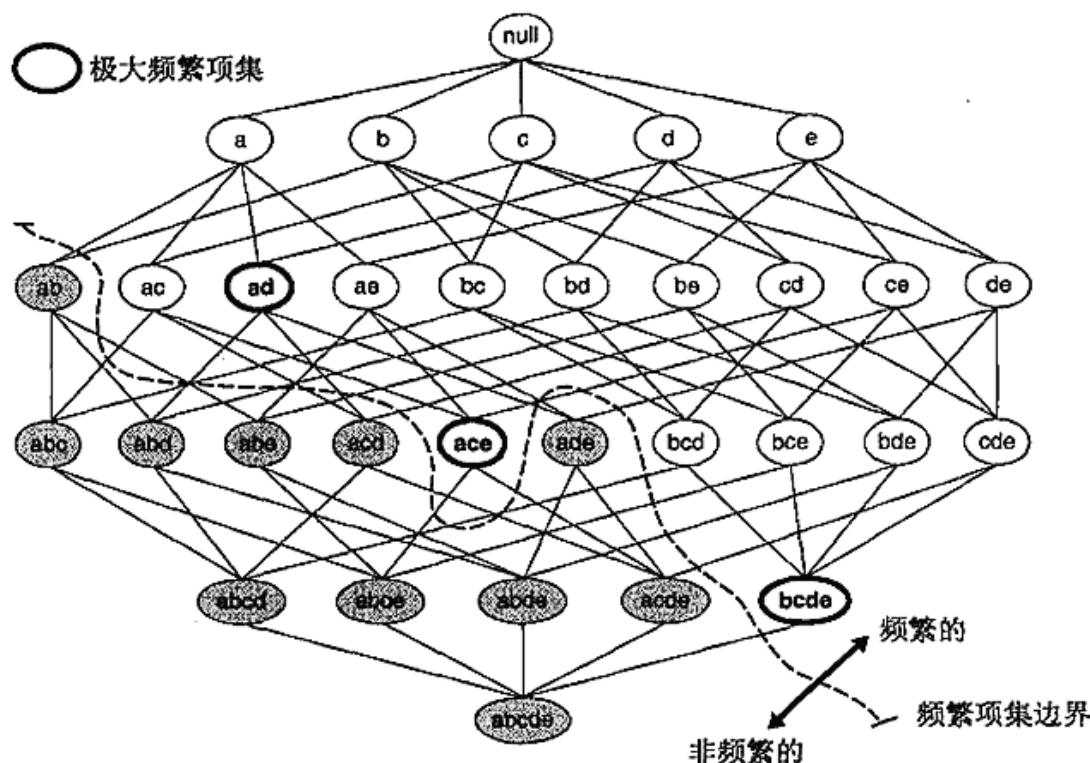 null
极大频繁项集
a b c d e
ab ac ad ae bc bd be cd ce de
abc abd abe acd ace ade bcd bce bde cde
abcd abce abde acde bcde
频繁的
频繁项集边界
abcde
非频繁的